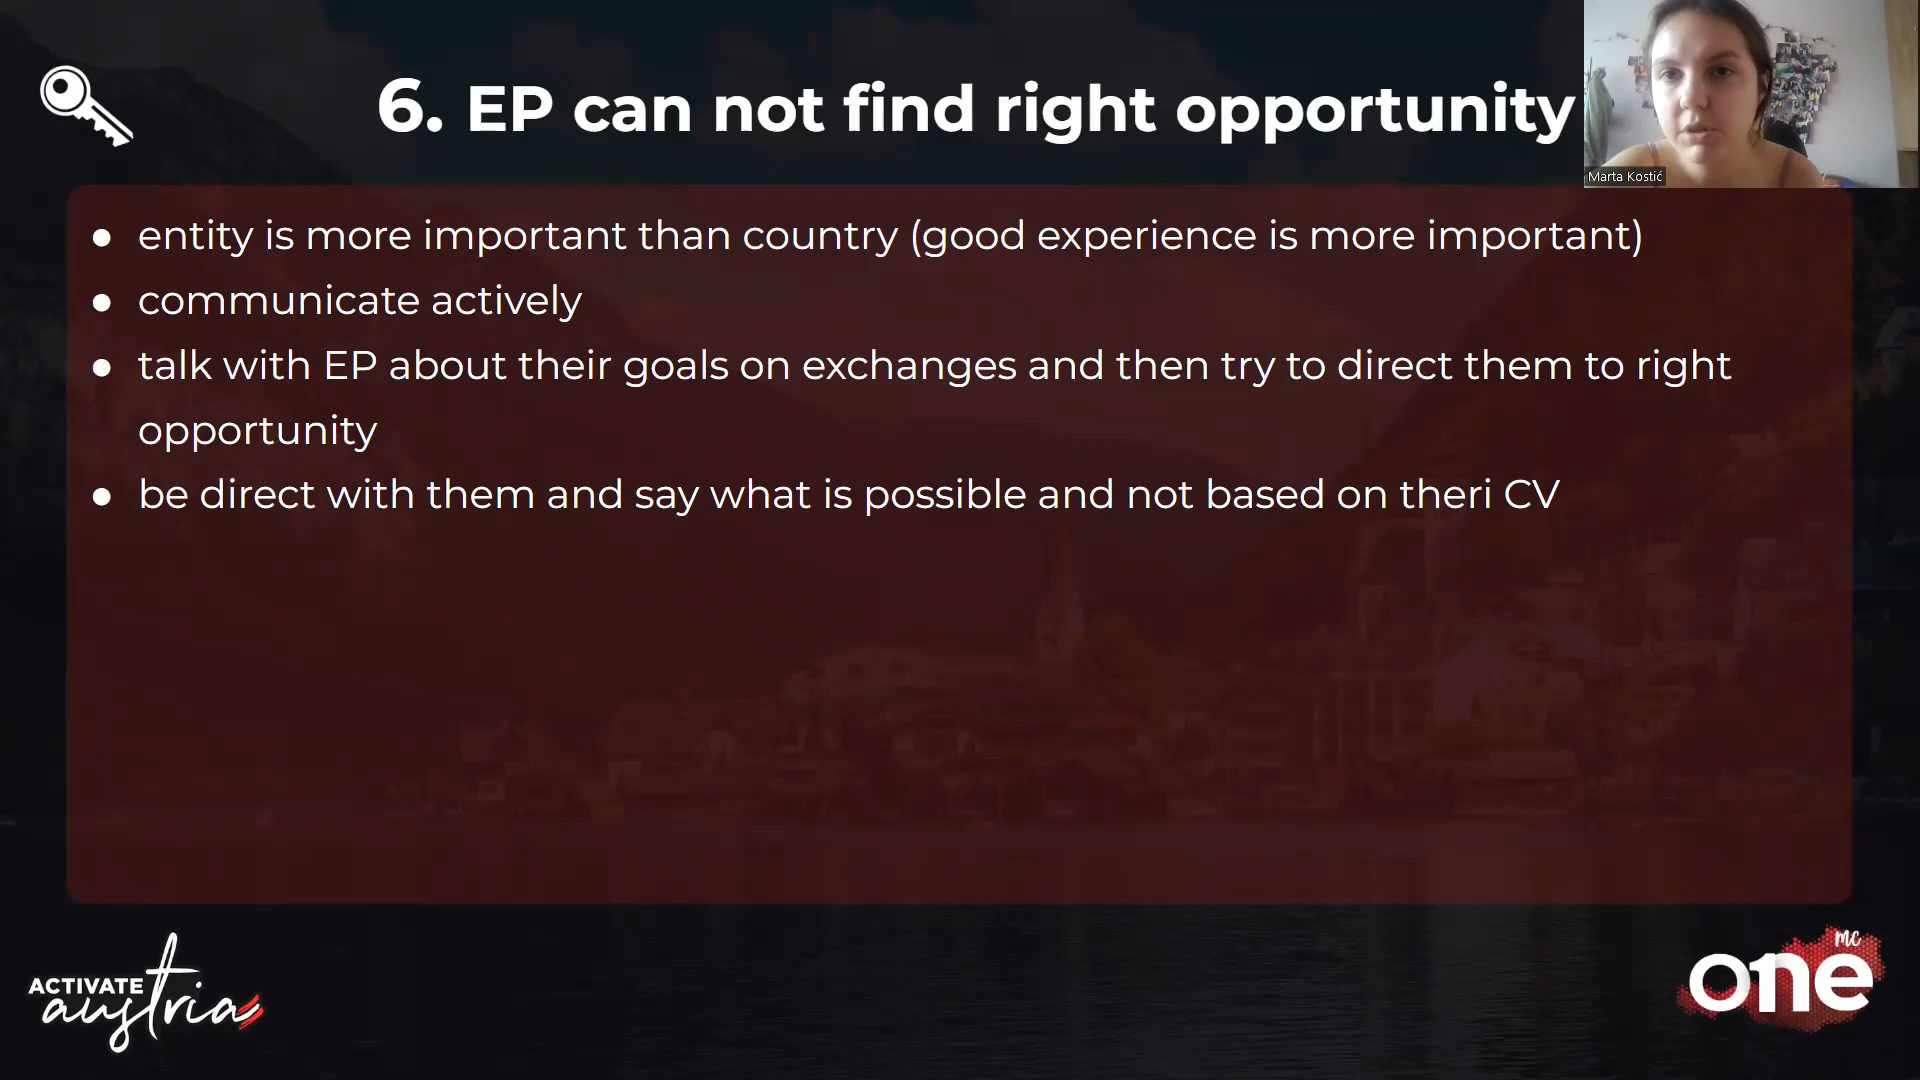 6. EP can not find right opportunity
Marta Kostić
● entity is more important than country (good experience is more important)
● communicate actively
● talk with EP about their goals on exchanges and then try to direct them to right
opportunity
● be direct with them and say what is possible and not based on theri CV
ACTIVATE
austria
mc
one